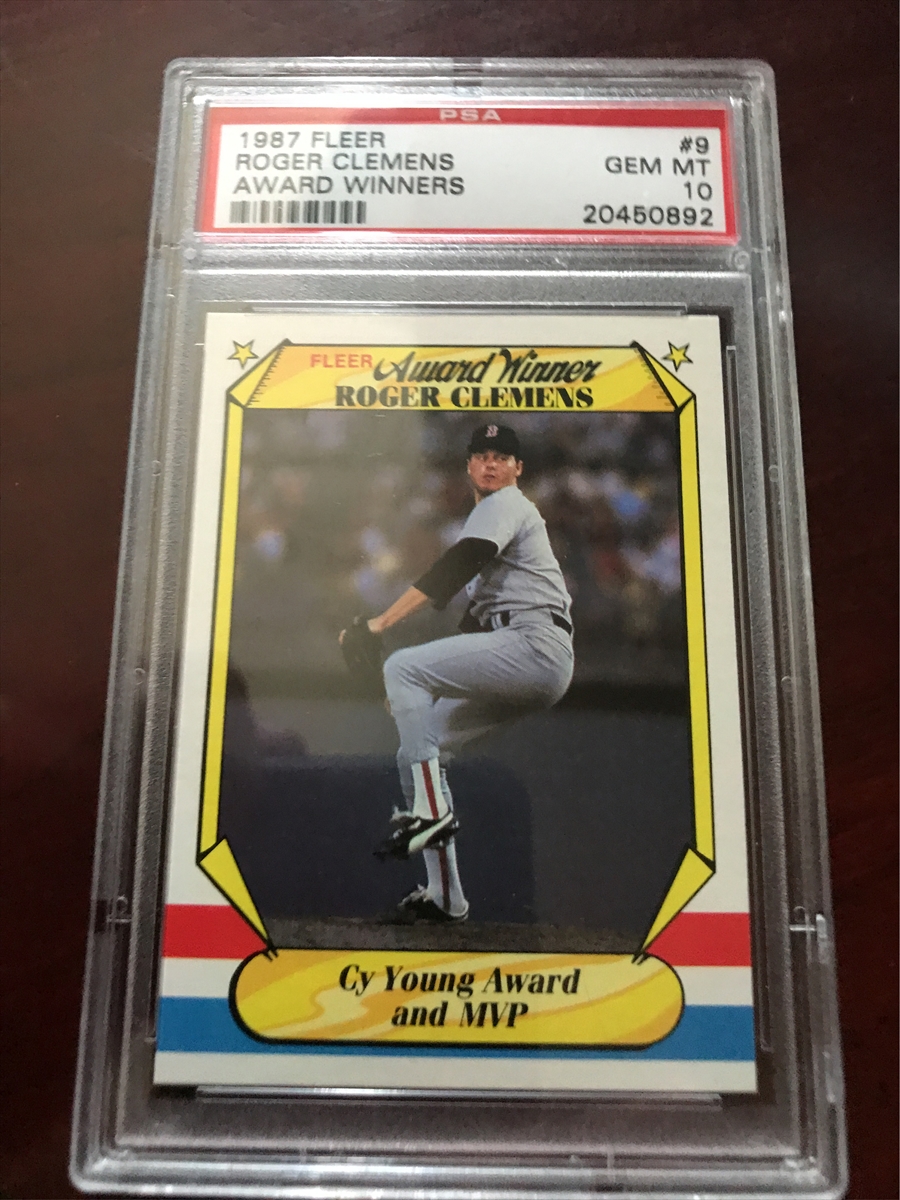 PSA
1987 FLEER #9
ROGER CLEMENS GEM MT
AWARD WINNERS 10
20450892
FLEER Award Winner
ROGER CLEMENS
B
Cy Young Award
and MVP